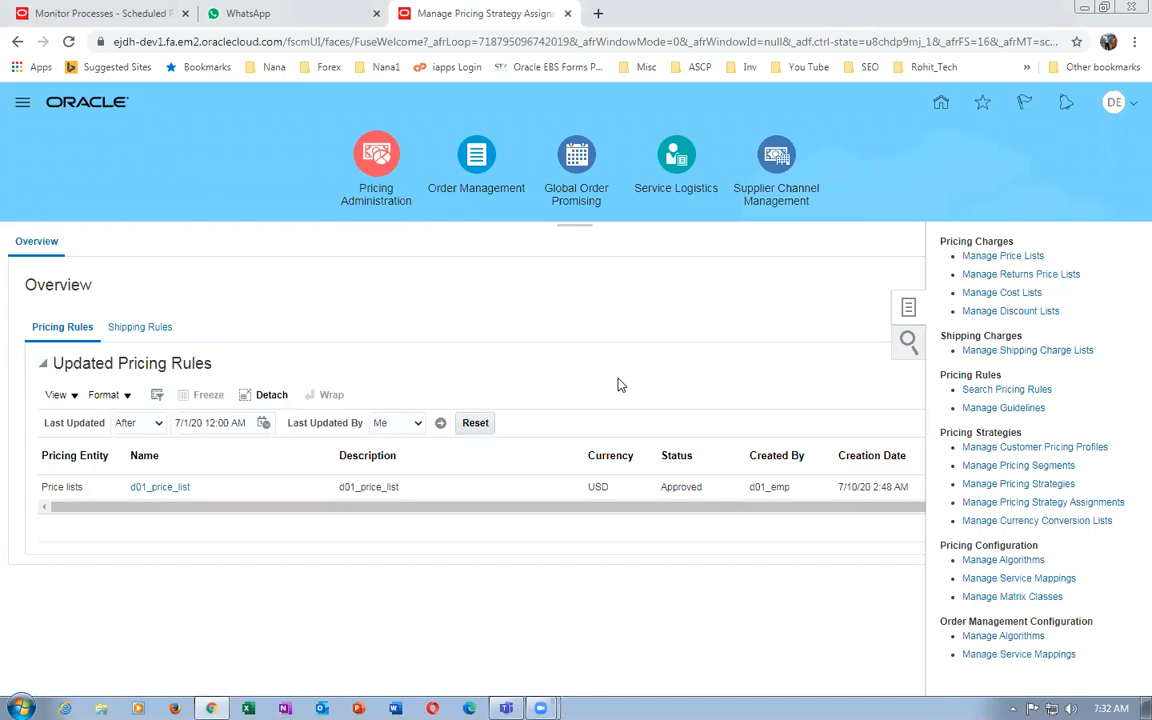 Monitor Processes - Scheduled P
WhatsApp
Manage Pricing Strategy Assignm
ejdh-dev1.fa.em2.oraclecloud.com/fscmUI/faces/FuseWelcome?_afrLoop=718795096742019&_afrWindowMode=0&_afrWindowId=null&_adf.ctrl-state=u8chdp9mj_1&_afrFS=16&_afrMT=sc...
Apps Suggested Sites Bookmarks Nana Forex Nana1 iapps Login Oracle EBS Forms P... Misc ASCP Inv You Tube SEO Rohit_Tech » Other bookmarks
ORACLE
DE
Pricing Administration
Order Management
Global Order Promising
Service Logistics
Supplier Channel Management
Overview
Overview
Pricing Rules Shipping Rules
Updated Pricing Rules
View Format Freeze Detach Wrap
Last Updated After 7/1/20 12:00 AM Last Updated By Me Reset
Pricing Entity Name Description Currency Status Created By Creation Date
Price lists d01_price_list d01_price_list USD Approved d01_emp 7/10/20 2:48 AM
Pricing Charges
Manage Price Lists
Manage Returns Price Lists
Manage Cost Lists
Manage Discount Lists
Shipping Charges
Manage Shipping Charge Lists
Pricing Rules
Search Pricing Rules
Manage Guidelines
Pricing Strategies
Manage Customer Pricing Profiles
Manage Pricing Segments
Manage Pricing Strategies
Manage Pricing Strategy Assignments
Manage Currency Conversion Lists
Pricing Configuration
Manage Algorithms
Manage Service Mappings
Manage Matrix Classes
Order Management Configuration
Manage Algorithms
Manage Service Mappings
7:32 AM